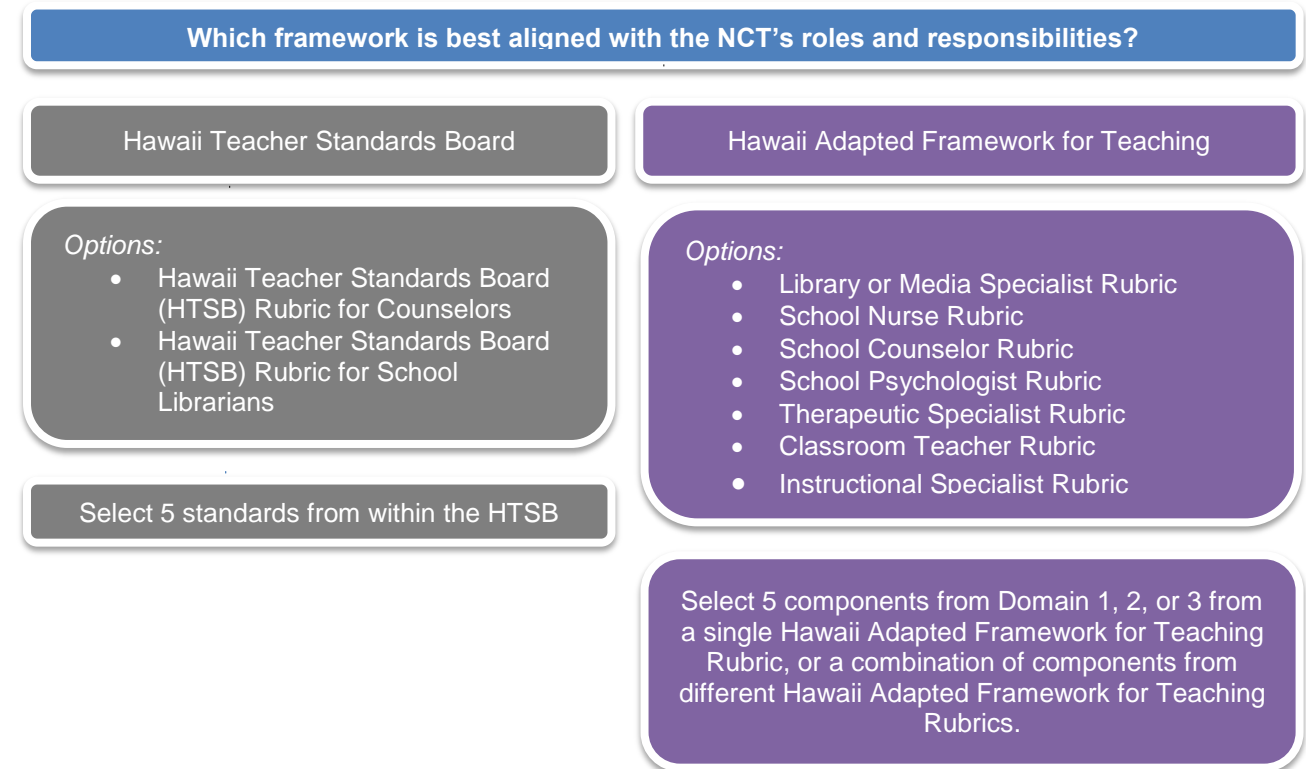 Which framework is best aligned with the NCT’s roles and responsibilities?
Hawaii Teacher Standards Board
Options:
• Hawaii Teacher Standards Board
(HTSB) Rubric for Counselors
• Hawaii Teacher Standards Board
(HTSB) Rubric for School
Librarians
Select 5 standards from within the HTSB
Hawaii Adapted Framework for Teaching
Options:
• Library or Media Specialist Rubric
• School Nurse Rubric
• School Counselor Rubric
• School Psychologist Rubric
• Therapeutic Specialist Rubric
• Classroom Teacher Rubric
• Instructional Specialist Rubric
Select 5 components from Domain 1, 2, or 3 from
a single Hawaii Adapted Framework for Teaching
Rubric, or a combination of components from
different Hawaii Adapted Framework for Teaching
Rubrics.